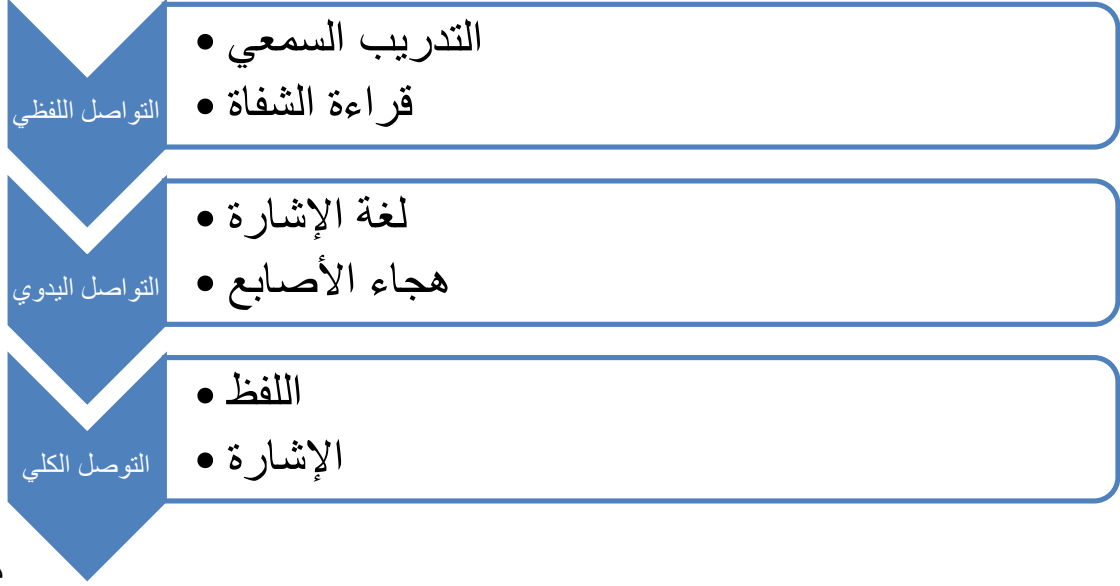 التواصل اللفظي
التدريب السمعي
قراءة الشفاة
التواصل اليدوي
لغة الإشارة
هجاء الأصابع
التوصل الكلي
اللفظ
الإشارة